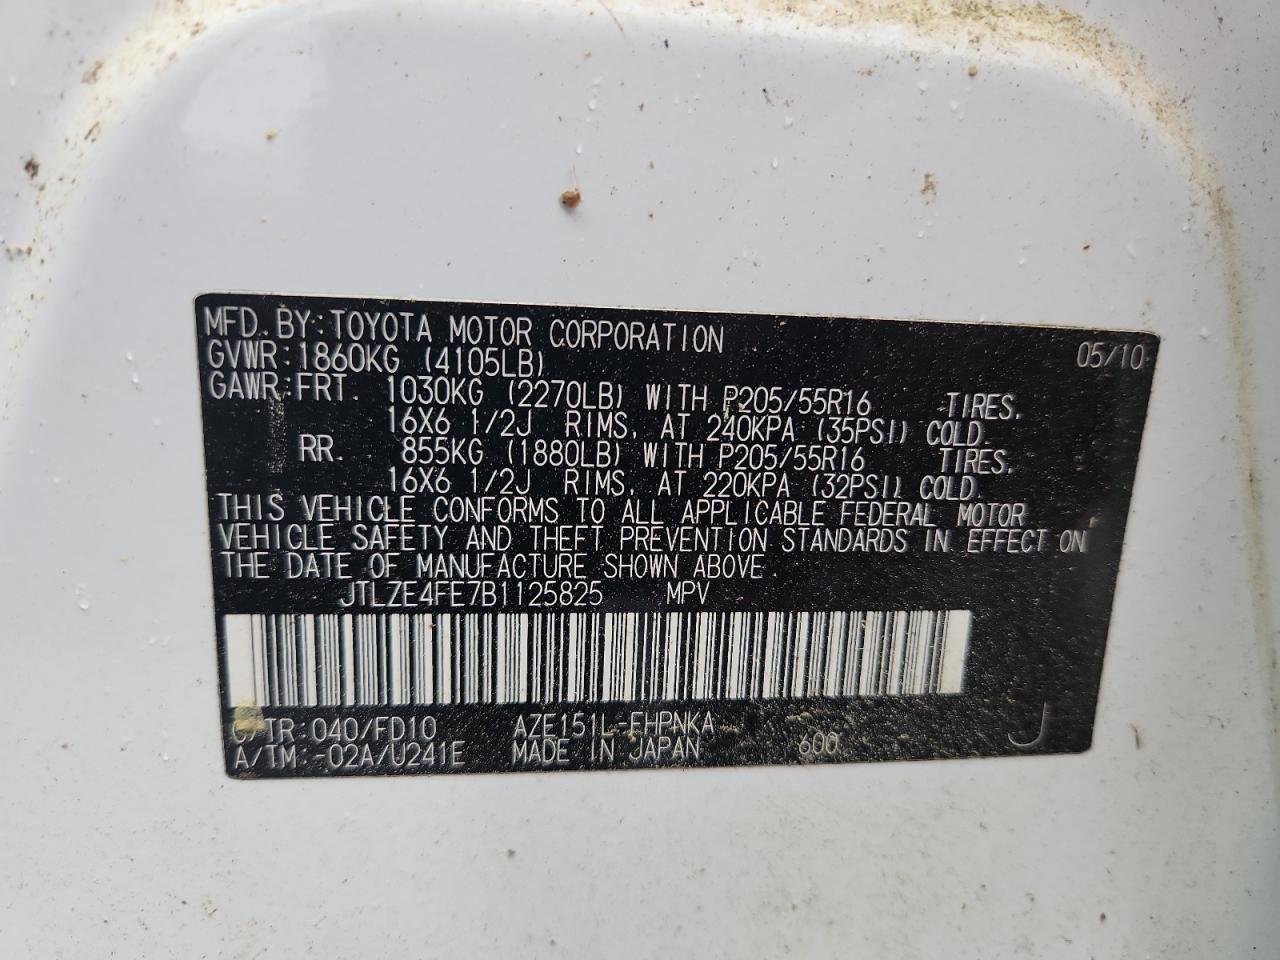 MFD. BY: TOYOTA MOTOR CORPORATION 05/10
GVWR: 1860KG (4105LB)
GAWR: FRT. 1030KG (2270LB) WITH P205/55R16 TIRES,
16X6 1/2J RIMS, AT 240KPA (35PSI) COLD.
RR. 855KG (1880LB) WITH P205/55R16 TIRES,
16X6 1/2J RIMS, AT 220KPA (32PSI) COLD.
THIS VEHICLE CONFORMS TO ALL APPLICABLE FEDERAL MOTOR
VEHICLE SAFETY AND THEFT PREVENTION STANDARDS IN EFFECT ON
THE DATE OF MANUFACTURE SHOWN ABOVE.
JTLZE4FE7B1125825 MPV
C/TR: 040/FD10 AZE151L-FHPNKA
A/TM: -02A/U241E MADE IN JAPAN 600 J